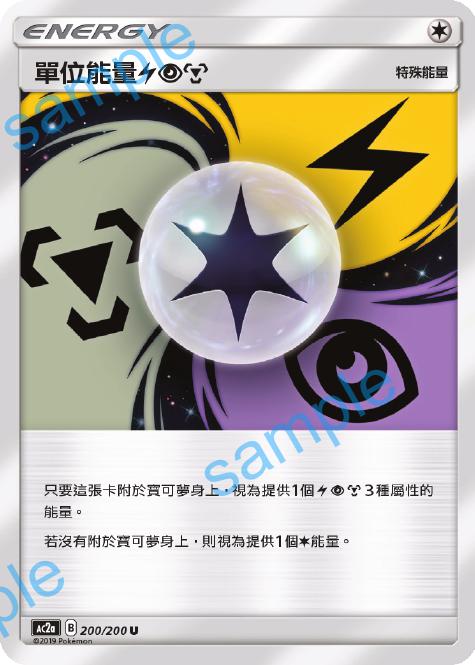 ENERGY
單位能量
特殊能量
sample
只要這張卡附於寶可夢身上,視為提供1個 3種屬性的
能量。
sample
若沒有附於寶可夢身上,則視為提供1個能量。
ple
AC2a B 200/200 U
©2019 Pokémon